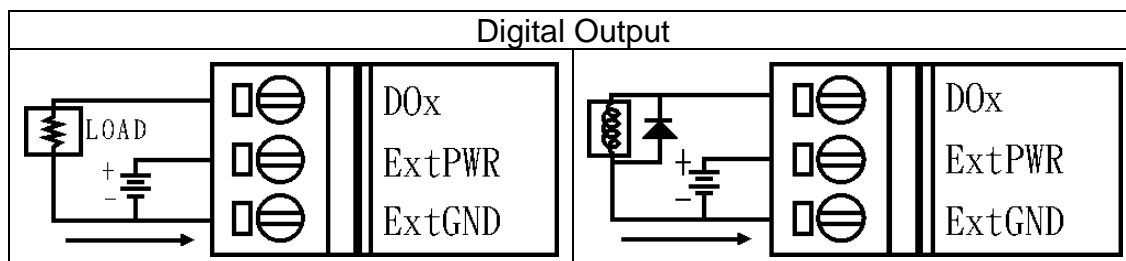 Digital Output
DOx
LOAD
ExtPWR
+
-
ExtGND
DOx
ExtPWR
+
-
ExtGND